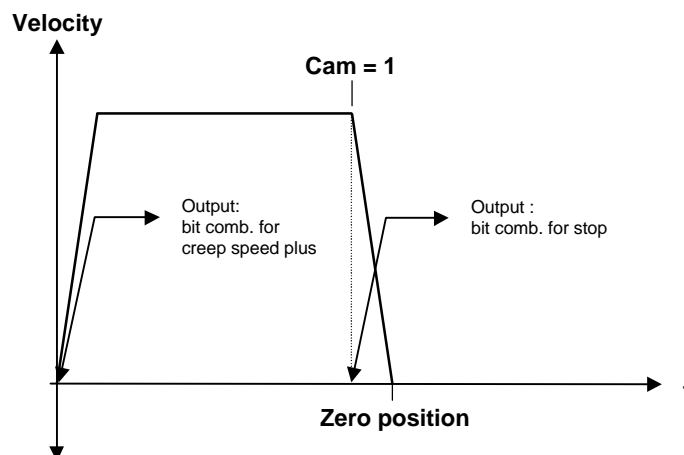 Velocity
Cam = 1
Output:
bit comb. for
creep speed plus
Output :
bit comb. for stop
Zero position